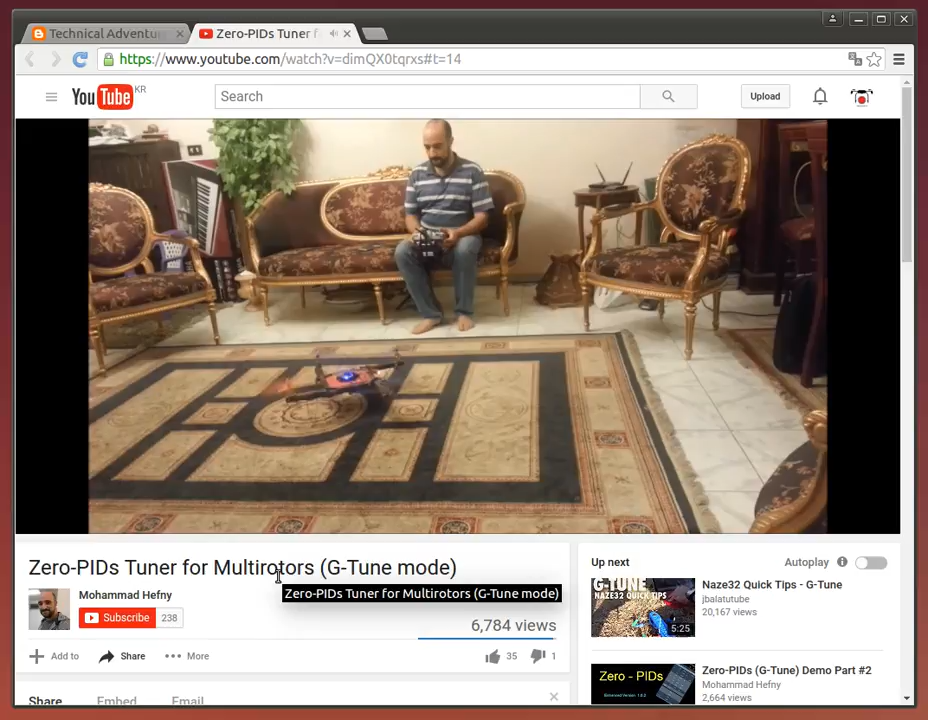 Technical Adventu
Zero-PIDs Tuner f
https://www.youtube.com/watch?v=dimQX0tqrxs#t=14
YouTube KR
Search
Upload
Zero-PIDs Tuner for Multirotors (G-Tune mode)
Zero-PIDs Tuner for Multirotors (G-Tune mode)
Mohammad Hefny
Subscribe 238
6,784 views
Add to Share More 35 1
Share Embed Email
Up next Autoplay
G-TUNE
NAZE32 QUICK TIPS
5:25
Naze32 Quick Tips - G-Tune
jbalatutube
20,167 views
Zero - PIDs
Zero-PIDs (G-Tune) Demo Part #2
Mohammad Hefny
2,664 views